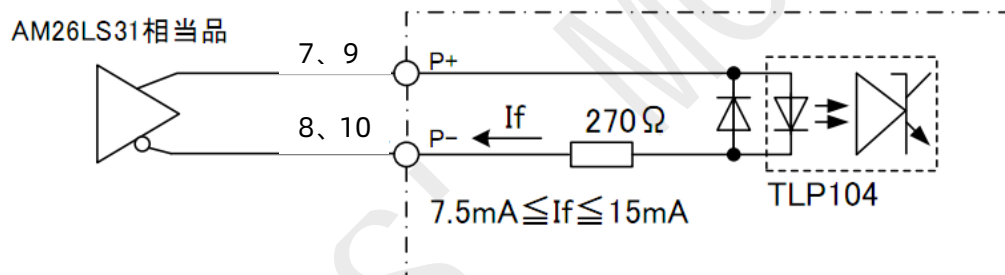 AM26LS31相当品
7、9
P+
8、10
P−
If
270Ω
7.5mA≦If≦15mA
TLP104